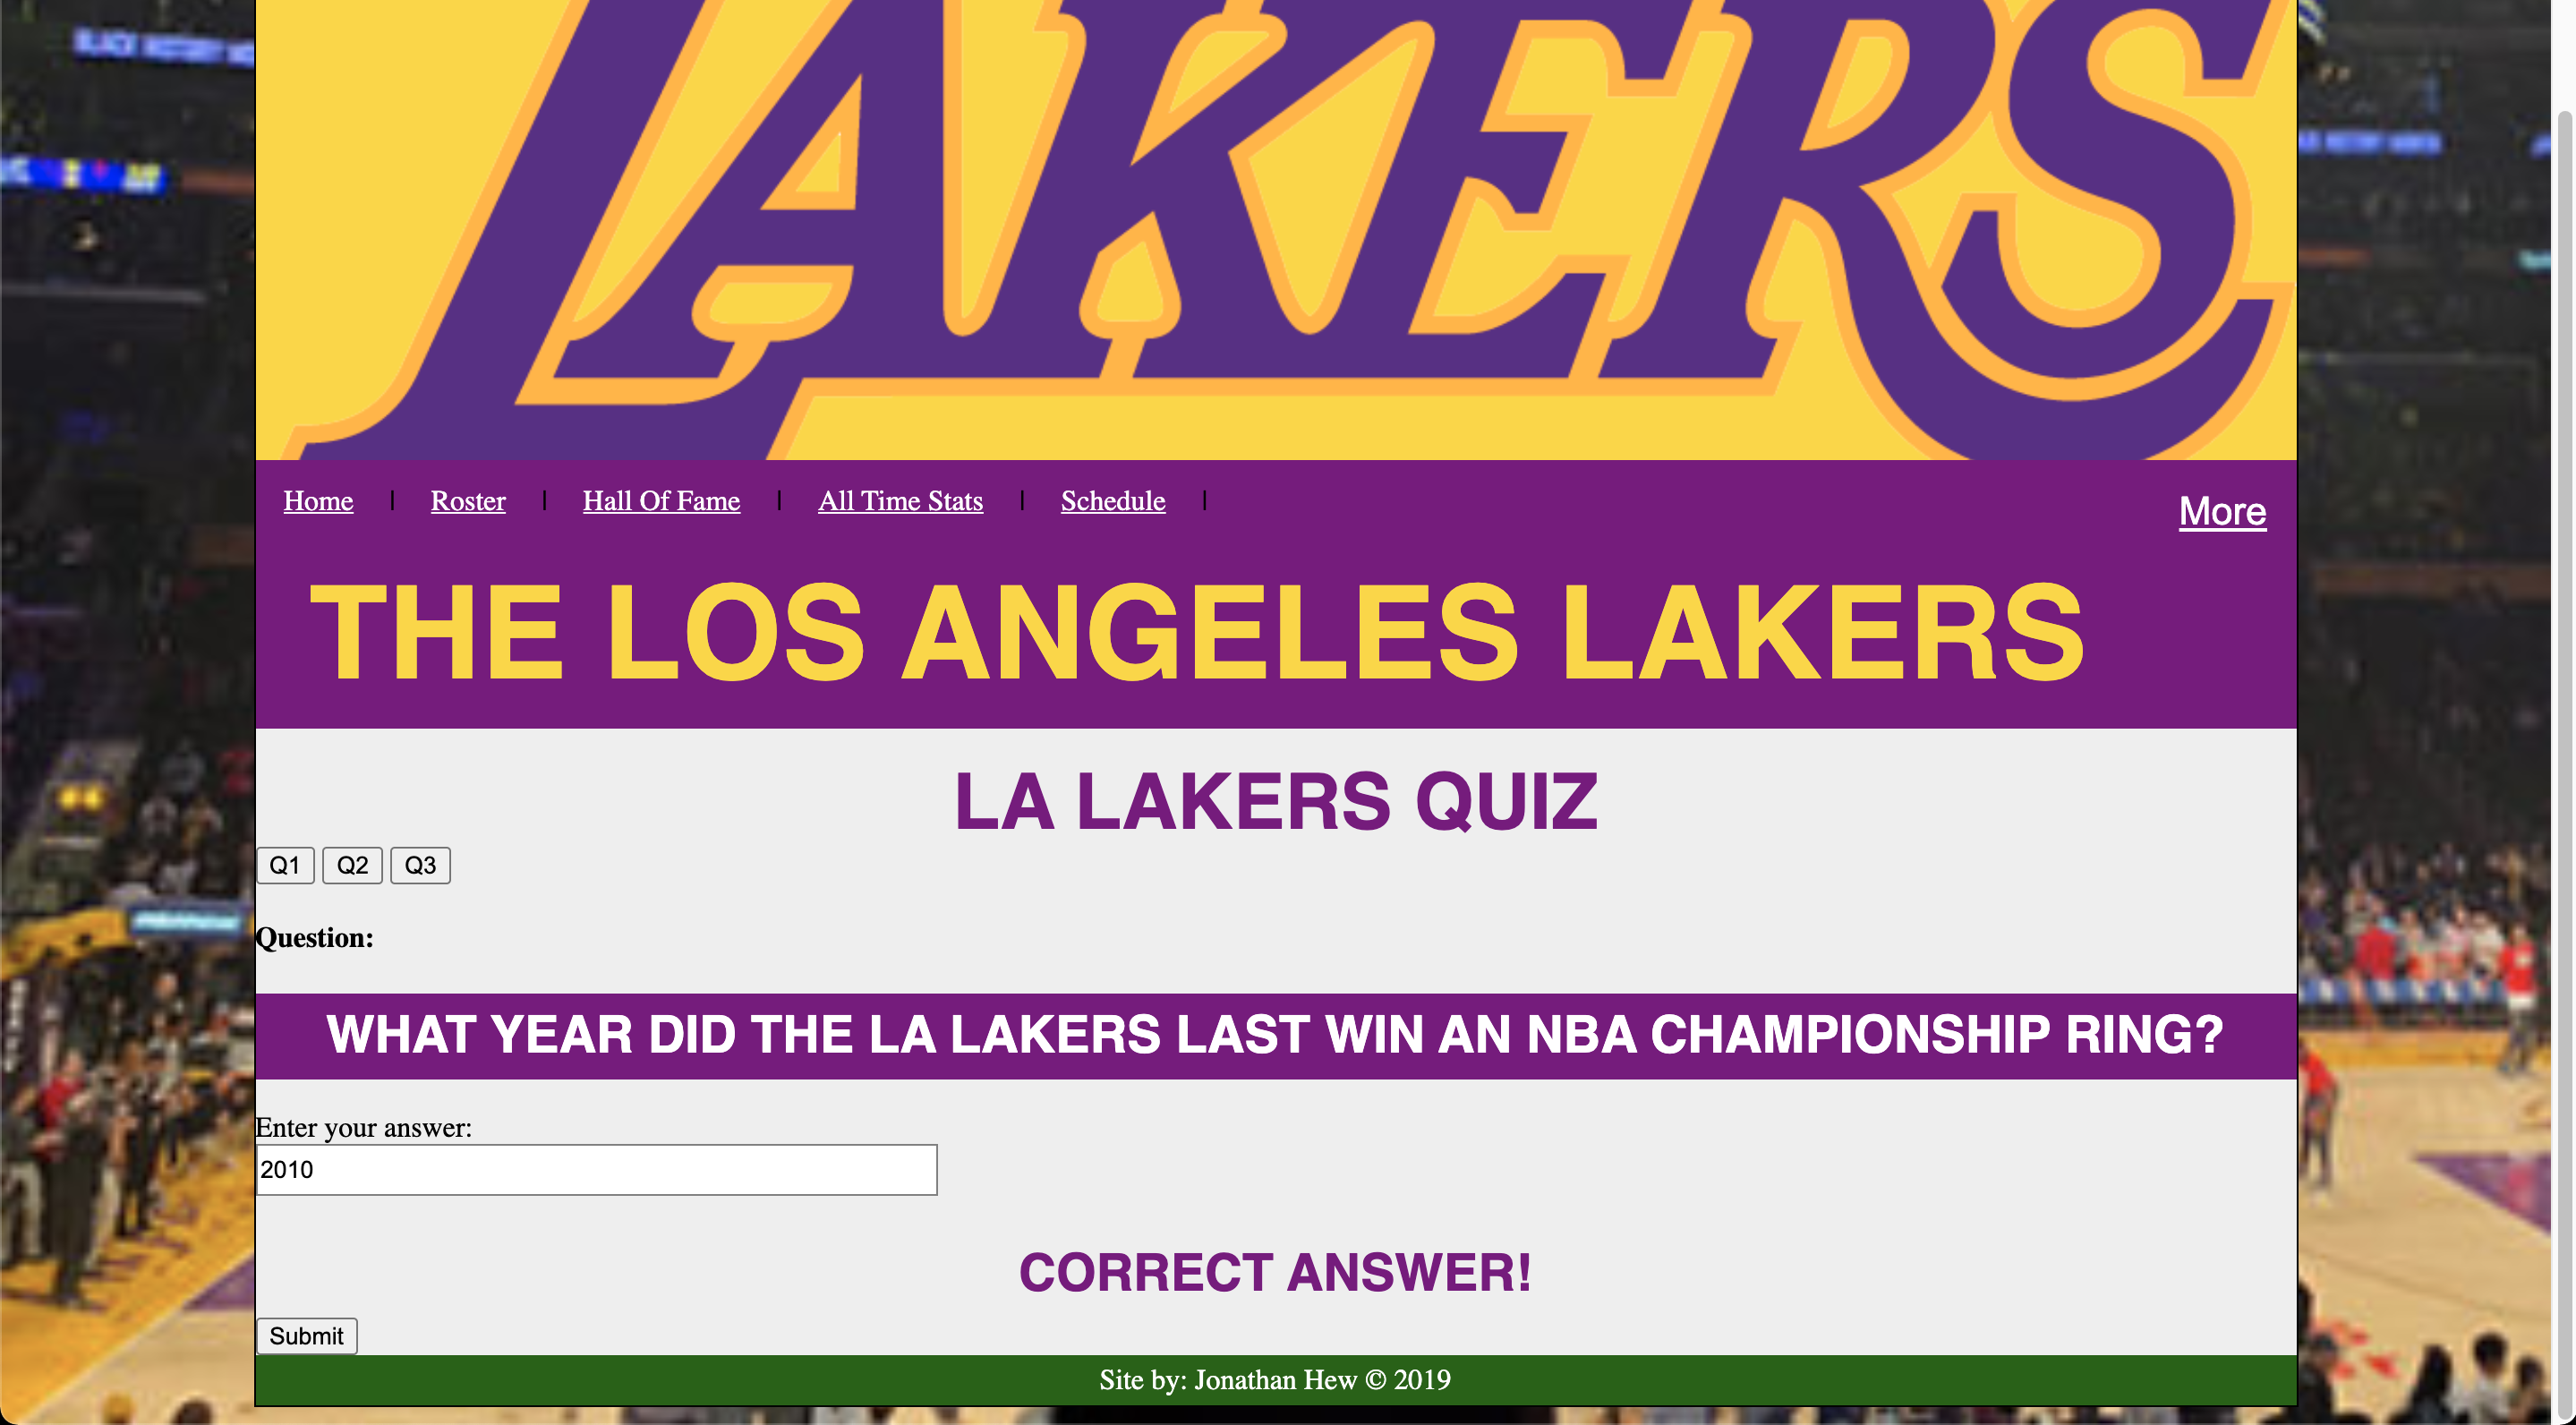 LAKERS
Home | Roster | Hall Of Fame | All Time Stats | Schedule |
More
THE LOS ANGELES LAKERS
LA LAKERS QUIZ
Q1 Q2 Q3
Question:
WHAT YEAR DID THE LA LAKERS LAST WIN AN NBA CHAMPIONSHIP RING?
Enter your answer:
2010
CORRECT ANSWER!
Submit
Site by: Jonathan Hew © 2019